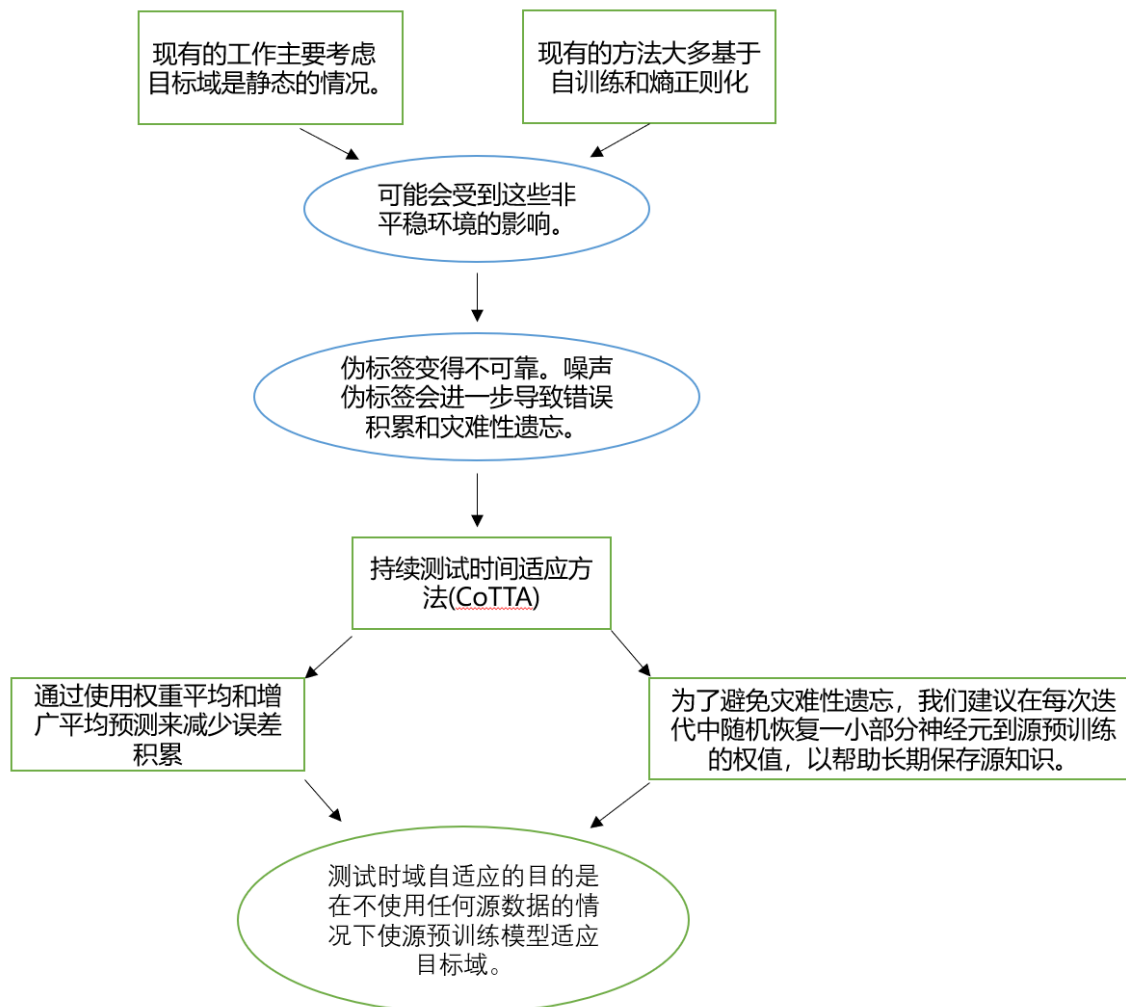 现有的工作主要考虑
目标域是静态的情况。
现有的方法大多基于
自训练和熵正则化
可能会受到这些非
平稳环境的影响。
伪标签变得不可靠。噪声
伪标签会进一步导致错误
积累和灾难性遗忘。
持续测试时间适应方
法(CoTTA)
通过使用权重平均和增
广平均预测来减少误差
积累
为了避免灾难性遗忘，我们建议在每次迭
代中随机恢复一小部分神经元到源预训练
的权值，以帮助长期保存源知识。
测试时域自适应的目的是
在不使用任何源数据的情
况下使源预训练模型适应
目标域。